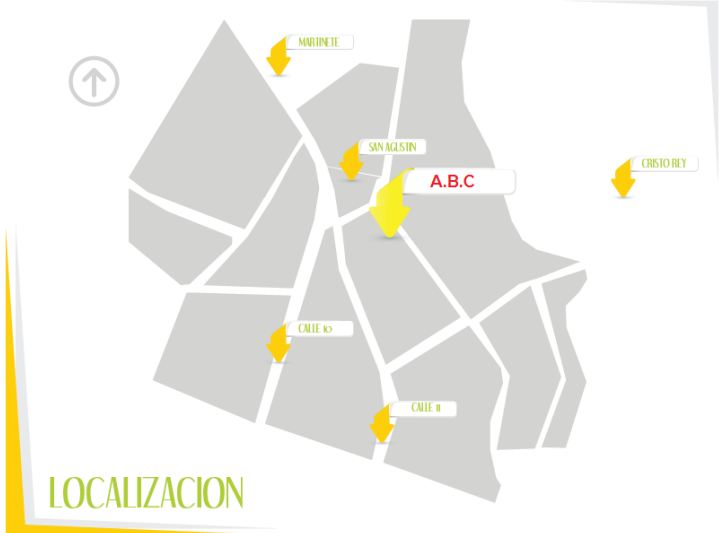 MARTINETE
SAN AGUSTIN
CRISTO REY
A.B.C
CALLE 10
CALLE 11
LOCALIZACION